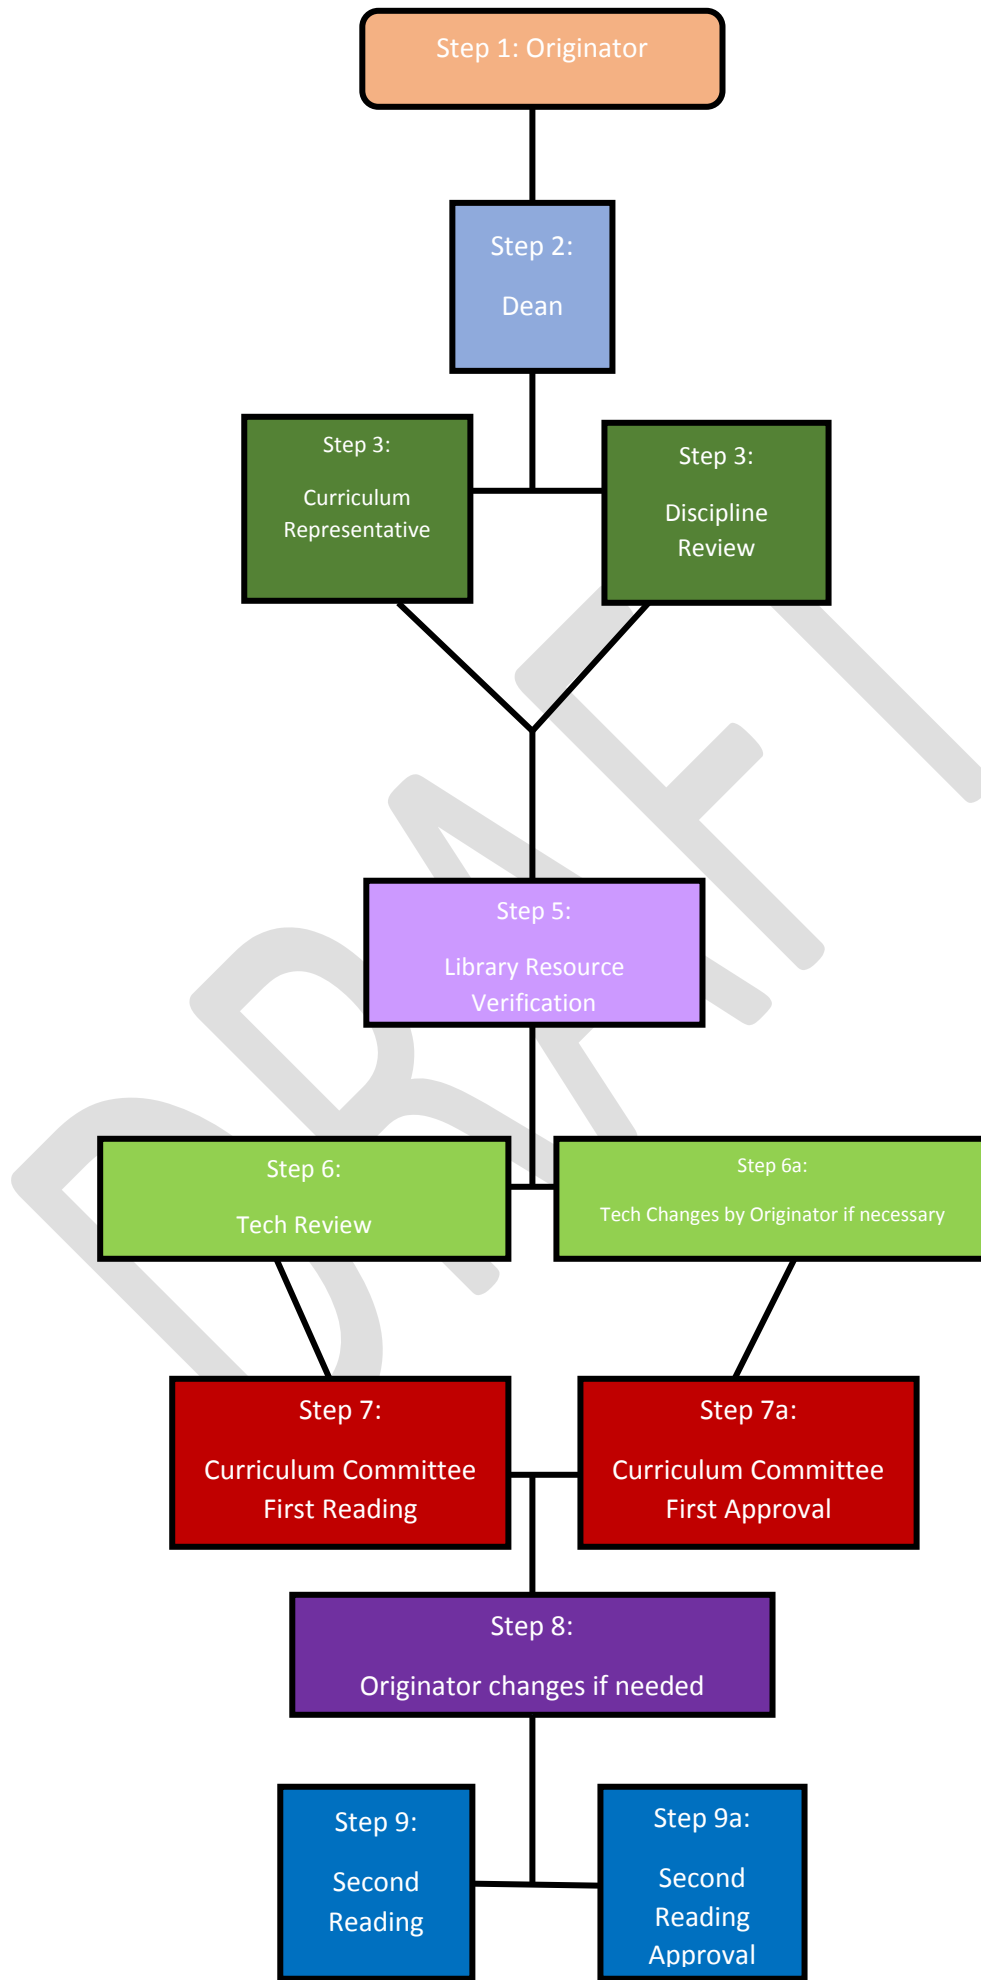 Step 1: Originator
Step 2:
Dean
Step 3:
Curriculum
Representative
Step 3:
Discipline
Review
Step 5:
Library Resource
Verification
Step 6:
Tech Review
Step 6a:
Tech Changes by Originator if necessary
Step 7:
Curriculum Committee
First Reading
Step 7a:
Curriculum Committee
First Approval
Step 8:
Originator changes if needed
Step 9:
Second
Reading
Step 9a:
Second
Reading
Approval
DRAFT